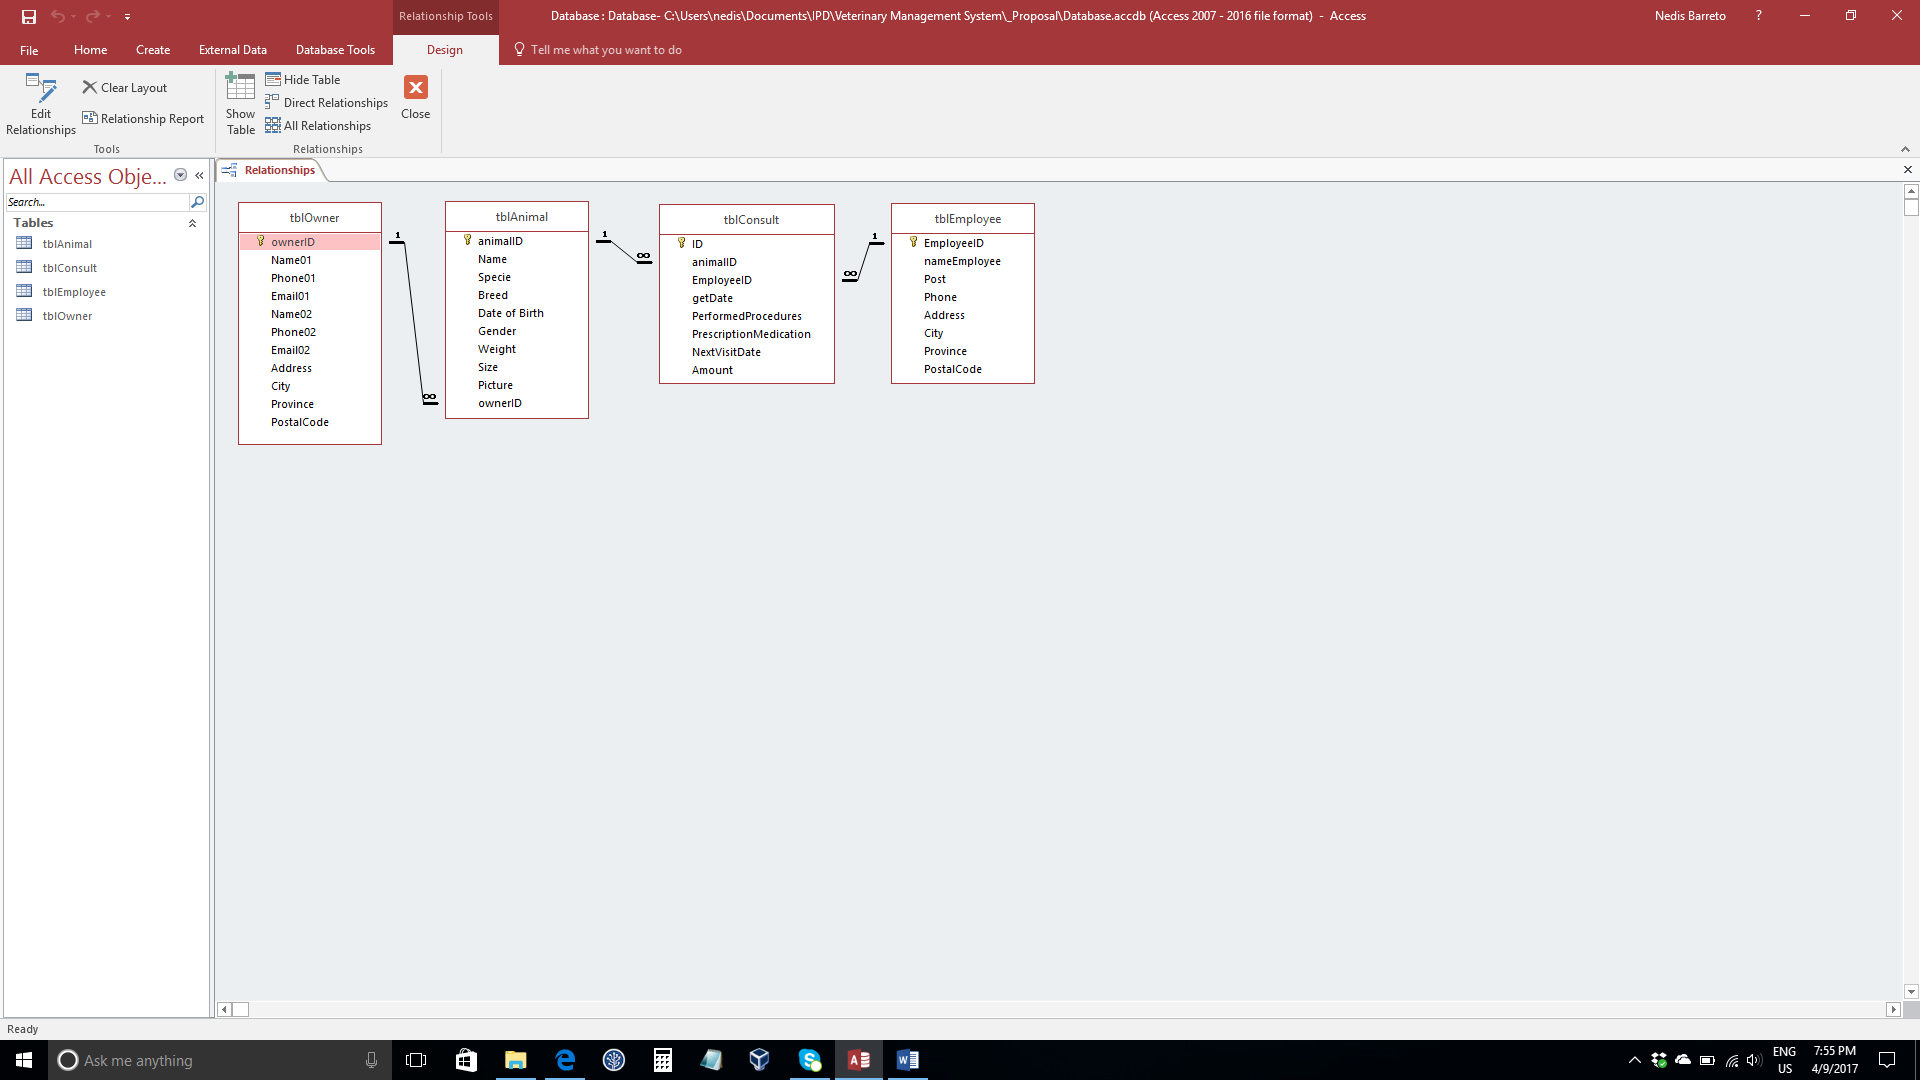 Relationship Tools
Database : Database- C:\Users\nedis\Documents\IPD\Veterinary Management System\_Proposal\Database.accdb (Access 2007 - 2016 file format) - Access
Nedis Barreto
?
File
Home
Create
External Data
Database Tools
Design
Tell me what you want to do
Edit Relationships
Clear Layout
Relationship Report
Tools
Show Table
Hide Table
Direct Relationships
All Relationships
Relationships
Close
All Access Obje...
Search...
Tables
tblAnimal
tblConsult
tblEmployee
tblOwner
Relationships
tblOwner
ownerID
Name01
Phone01
Email01
Name02
Phone02
Email02
Address
City
Province
PostalCode
1
∞
tblAnimal
animalID
Name
Specie
Breed
Date of Birth
Gender
Weight
Size
Picture
ownerID
1
∞
tblConsult
ID
animalID
EmployeeID
getDate
PerformedProcedures
PrescriptionMedication
NextVisitDate
Amount
∞
1
tblEmployee
EmployeeID
nameEmployee
Post
Phone
Address
City
Province
PostalCode
Ready
Ask me anything
ENG
US
7:55 PM
4/9/2017